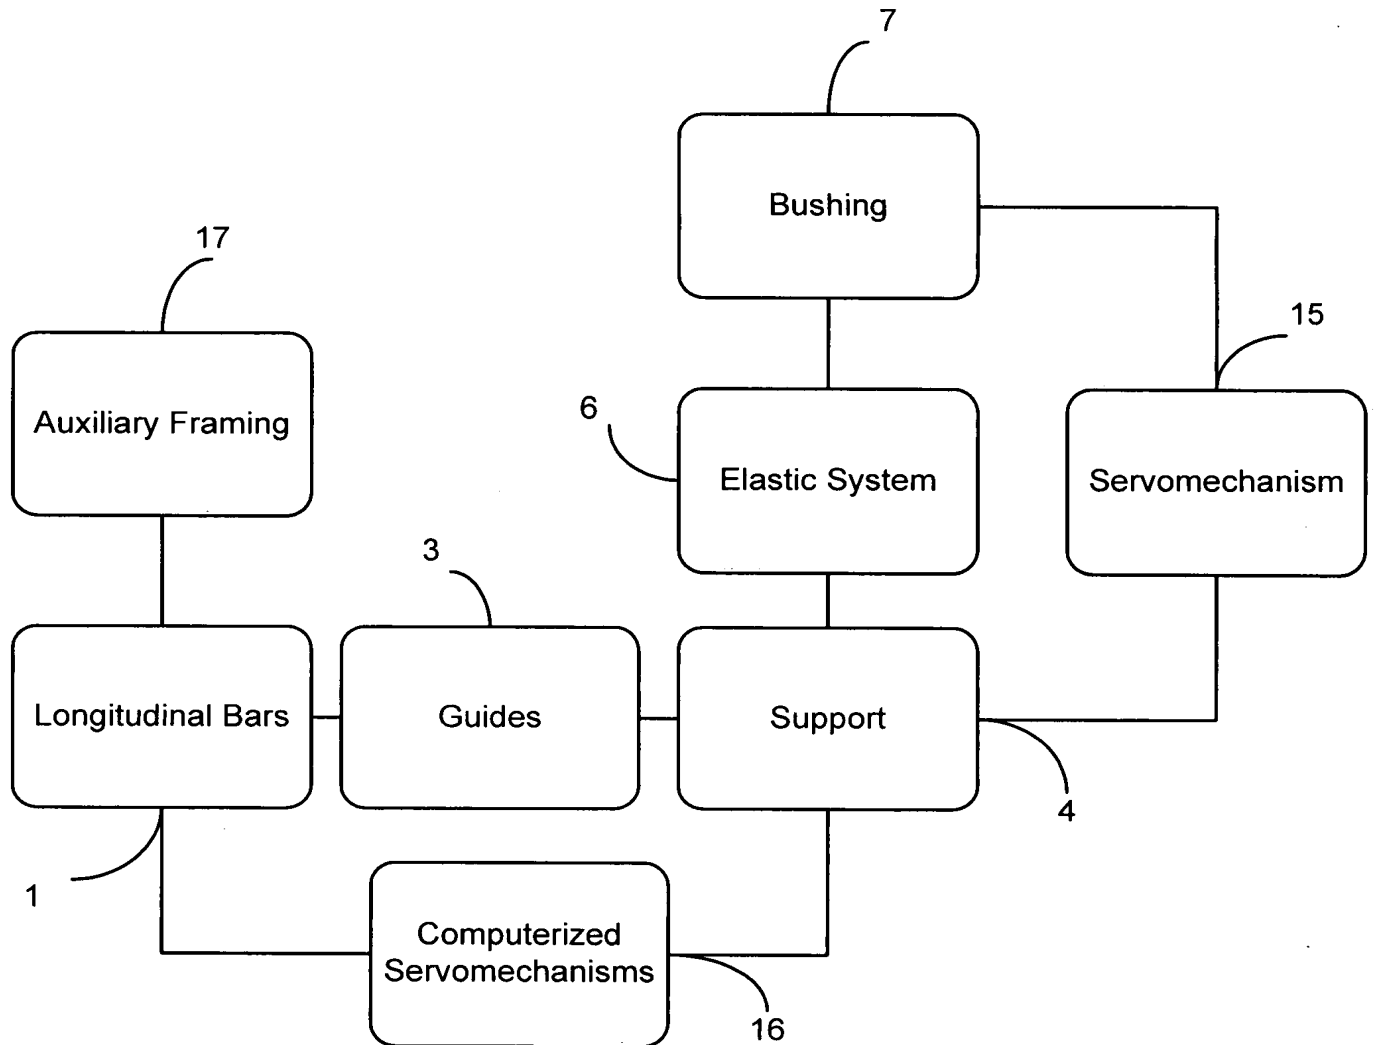 7
Bushing
17
15
Auxiliary Framing
6
Elastic System
Servomechanism
3
Longitudinal Bars
Guides
Support
4
1
Computerized
Servomechanisms
16